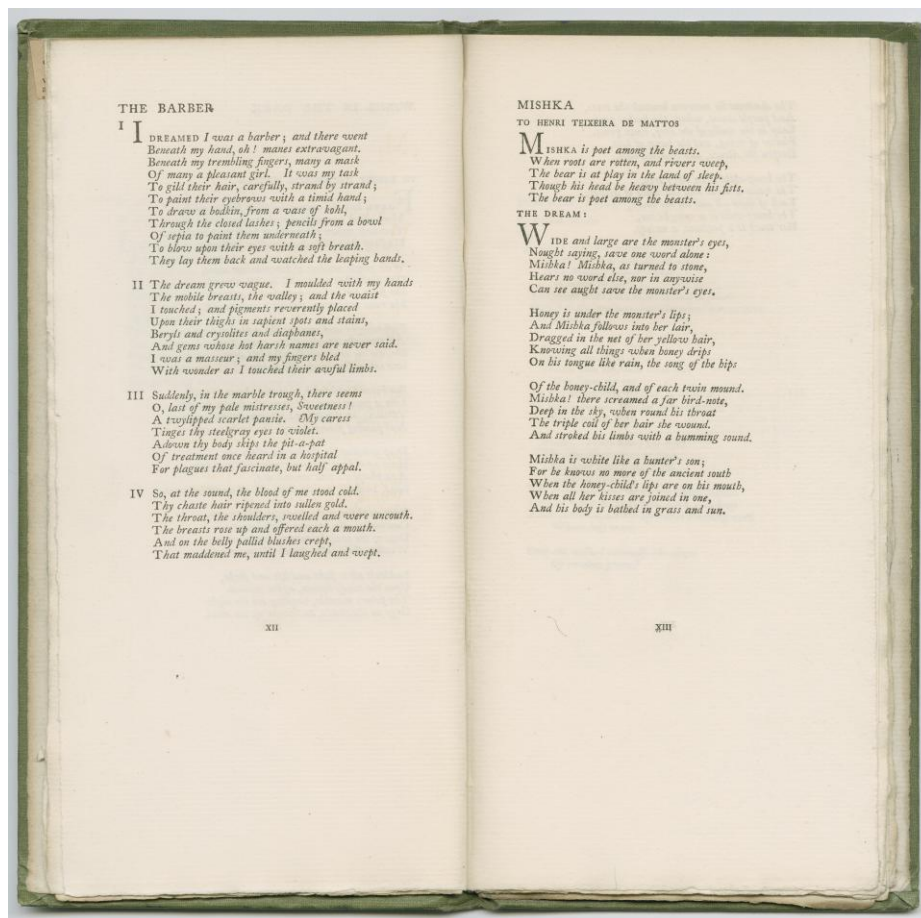 THE BARBER
I I DREAMED I was a barber; and there went
Beneath my hand, oh! manes extravagant.
Beneath my trembling fingers, many a mask
Of many a pleasant girl. It was my task
To gild their hair, carefully, strand by strand;
To paint their eyebrows with a timid hand;
To draw a bodkin, from a vase of kohl,
Through the closed lashes; pencils from a bowl
Of sepia to paint them underneath;
To blow upon their eyes with a soft breath.
They lay them back and watched the leaping bands.
II The dream grew vague. I moulded with my hands
The mobile breasts, the valley; and the waist
I touched; and pigments reverently placed
Upon their thighs in sapient spots and stains,
Beryls and crysolites and diaphanes,
And gems whose hot harsh names are never said.
I was a masseur; and my fingers bled
With wonder as I touched their awful limbs.
III Suddenly, in the marble trough, there seems
O, last of my pale mistresses, Sweetness!
A twylipped scarlet pansie. My caress
Tinges thy steelgray eyes to violet.
Adown thy body skips the pit-a-pat
Of treatment once heard in a hospital
For plagues that fascinate, but half appal.
IV So, at the sound, the blood of me stood cold.
Thy chaste hair ripened into sullen gold.
The throat, the shoulders, swelled and were uncouth.
The breasts rose up and offered each a mouth.
And on the belly pallid blushes crept,
That maddened me, until I laughed and wept.
XII
MISHKA
TO HENRI TEIXEIRA DE MATTOS
MISHKA is poet among the beasts.
When roots are rotten, and rivers weep,
The bear is at play in the land of sleep.
Though his head be heavy between his fists.
The bear is poet among the beasts.
THE DREAM:
WIDE and large are the monster's eyes,
Nought saying, save one word alone:
Mishka! Mishka, as turned to stone,
Hears no word else, nor in anywise
Can see aught save the monster's eyes.
Honey is under the monster's lips;
And Mishka follows into her lair,
Dragged in the net of her yellow hair,
Knowing all things when honey drips
On his tongue like rain, the song of the hips
Of the honey-child, and of each twin mound.
Mishka! there screamed a far bird-note,
Deep in the sky, when round his throat
The triple coil of her hair she wound.
And stroked his limbs with a humming sound.
Mishka is white like a hunter's son;
For he knows no more of the ancient south
When the honey-child's lips are on his mouth,
When all her kisses are joined in one,
And his body is bathed in grass and sun.
XIII